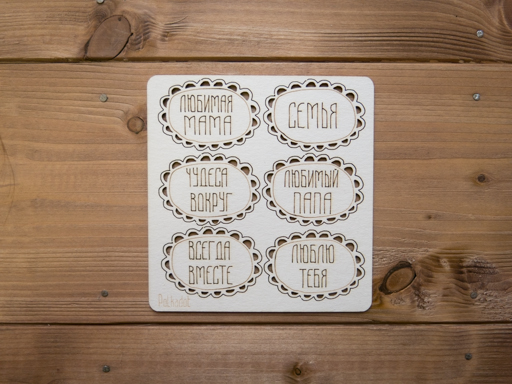 ЛЮБИМАЯ
МАМА
СЕМЬЯ
ЧУДЕСА
ВОКРУГ
ЛЮБИМЫЙ
ПАПА
ВСЕГДА
ВМЕСТЕ
ЛЮБЛЮ
ТЕБЯ